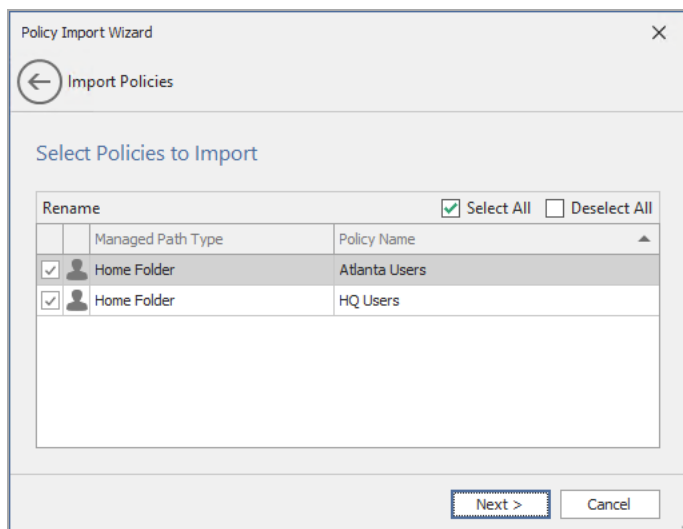 Policy Import Wizard
Import Policies
Select Policies to Import
Rename Select All Deselect All
Managed Path Type Policy Name
Home Folder Atlanta Users
Home Folder HQ Users
Next > Cancel